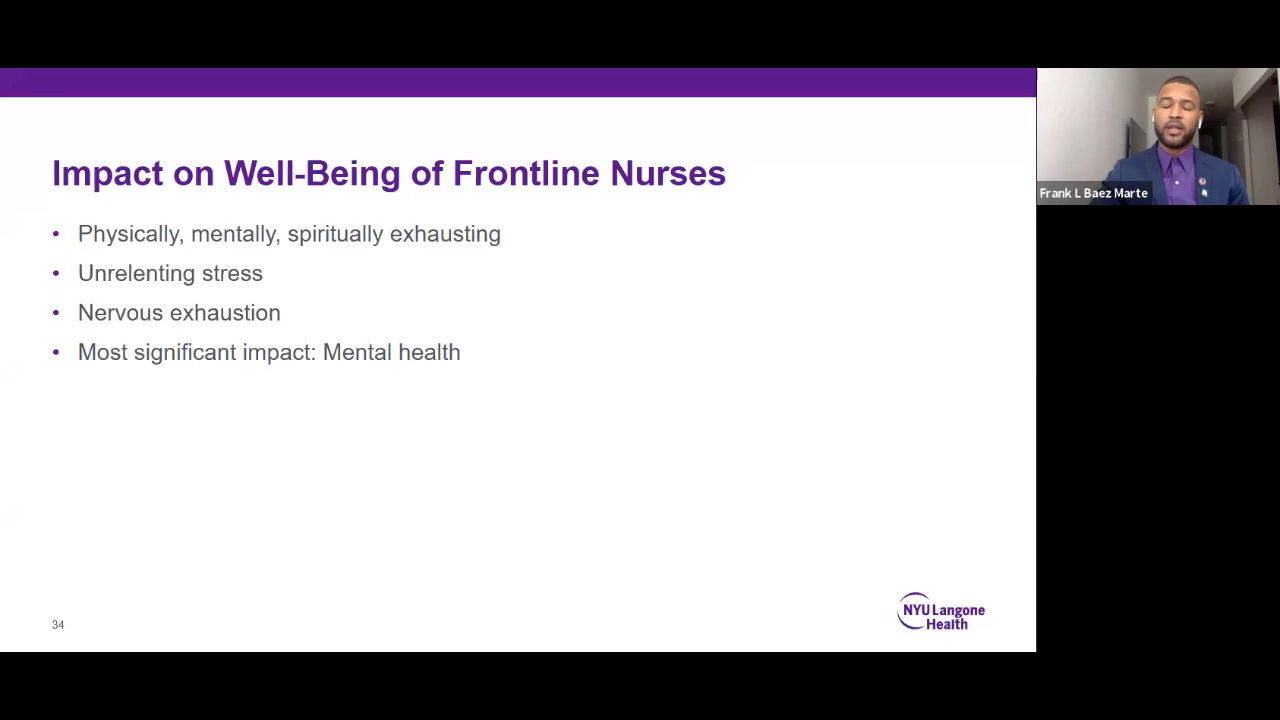 Impact on Well-Being of Frontline Nurses
• Physically, mentally, spiritually exhausting
• Unrelenting stress
• Nervous exhaustion
• Most significant impact: Mental health
34
NYU Langone
Health
Frank L Baez Marte